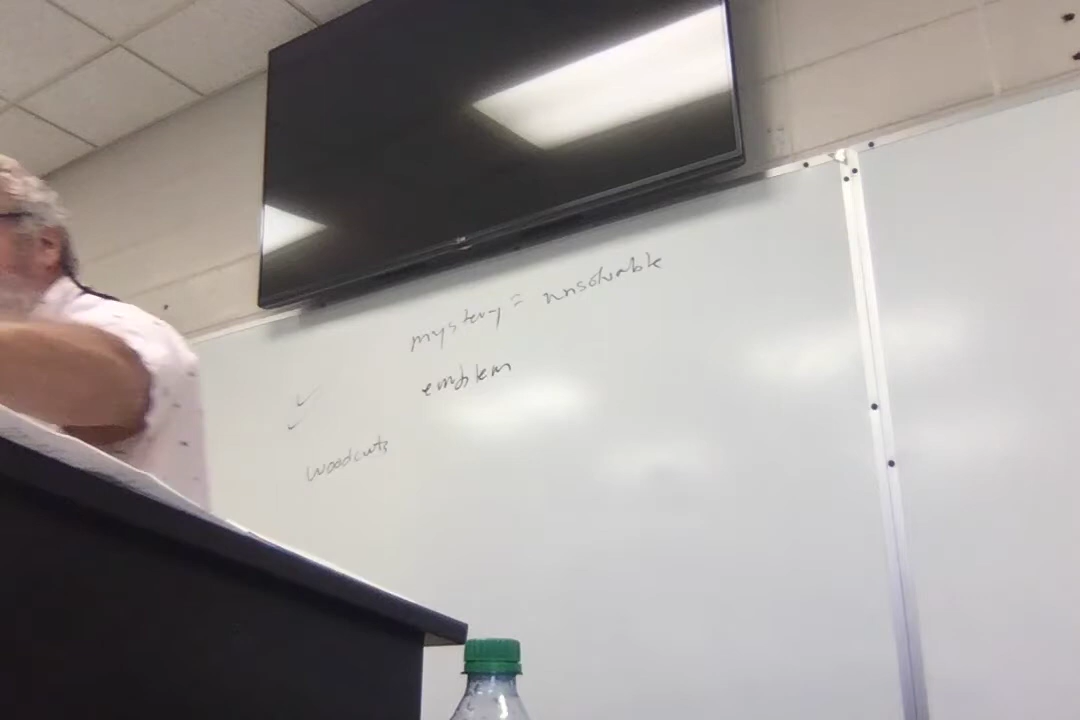 mystery = unsolvable
emblem
woodcuts